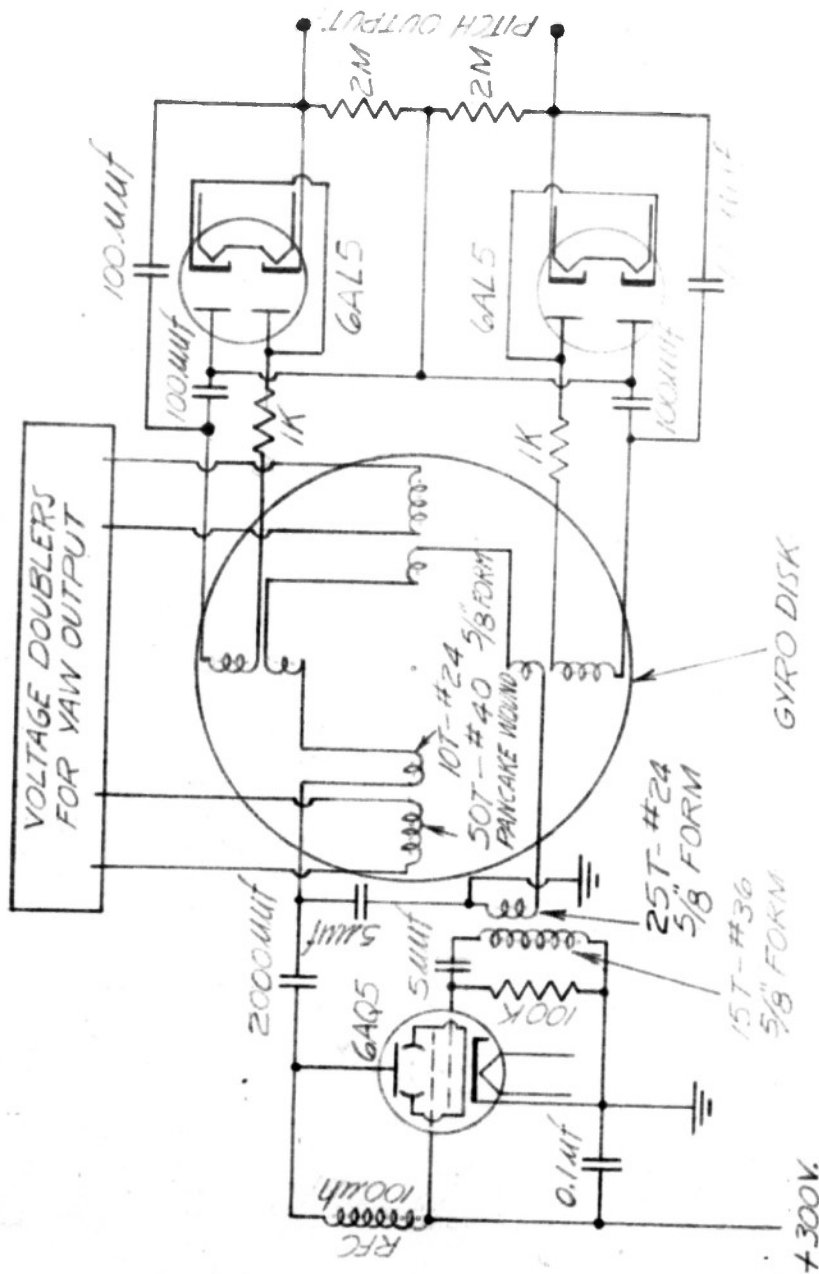 VOLTAGE DOUBLERS
FOR YAW OUTPUT
100µµf
PITCH OUTPUT
2M
2M
100µµf
6AL5
6AL5
1K
1K
100µµf
2000µµf
5µµf
6AQ5
5µµf
100K
RFC
100µh
0.1µf
+300V.
10T-#24
50T-#40 5/8" FORM
PANCAKE WOUND
25T-#24
5/8" FORM
15T-#36
5/8" FORM
GYRO DISK